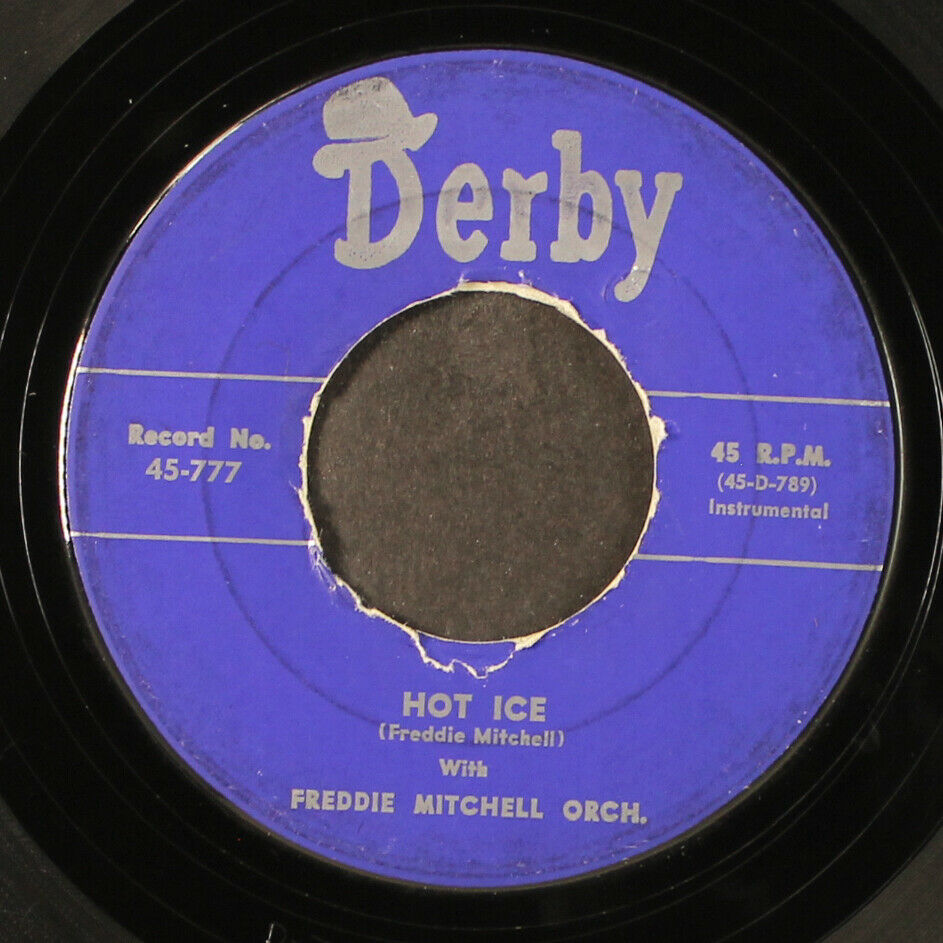 Derby
Record No.
45-777
45 R.P.M.
(45-D-789)
Instrumental
HOT ICE
(Freddie Mitchell)
With
FREDDIE MITCHELL ORCH.